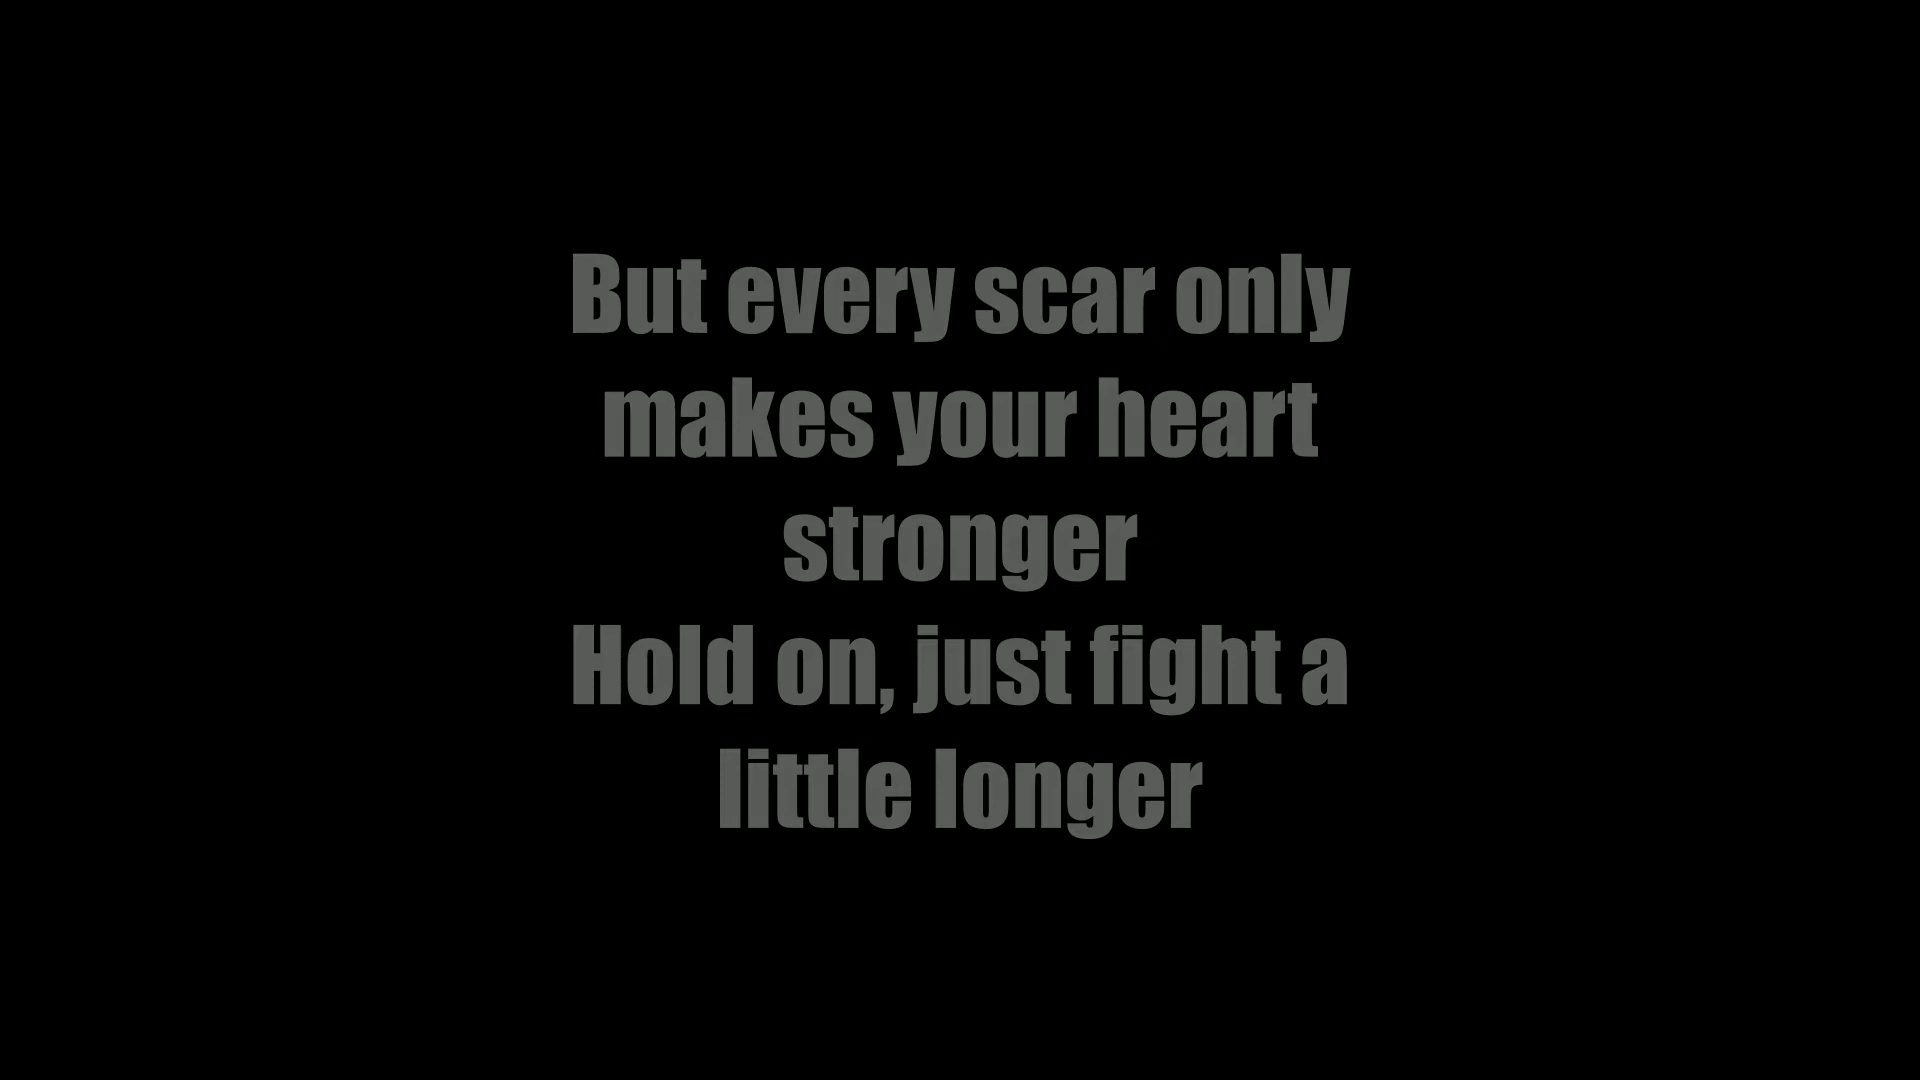 But every scar only
makes your heart
stronger
Hold on, just fight a
little longer